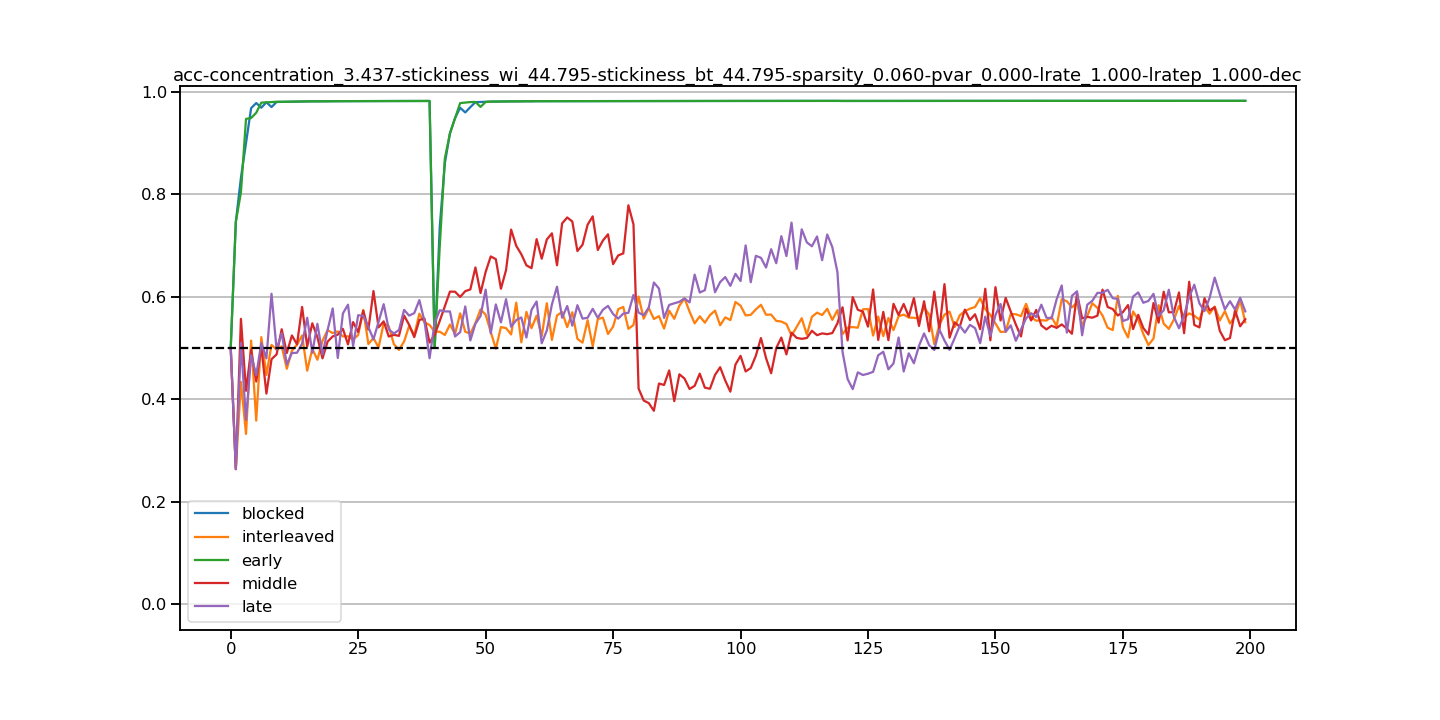 acc-concentration_3.437-stickiness_wi_44.795-stickiness_bt_44.795-sparsity_0.060-pvar_0.000-lrate_1.000-lratep_1.000-dec
1.0
0.8
0.6
0.4
0.2
0.0
blocked
interleaved
early
middle
late
0 25 50 75 100 125 150 175 200